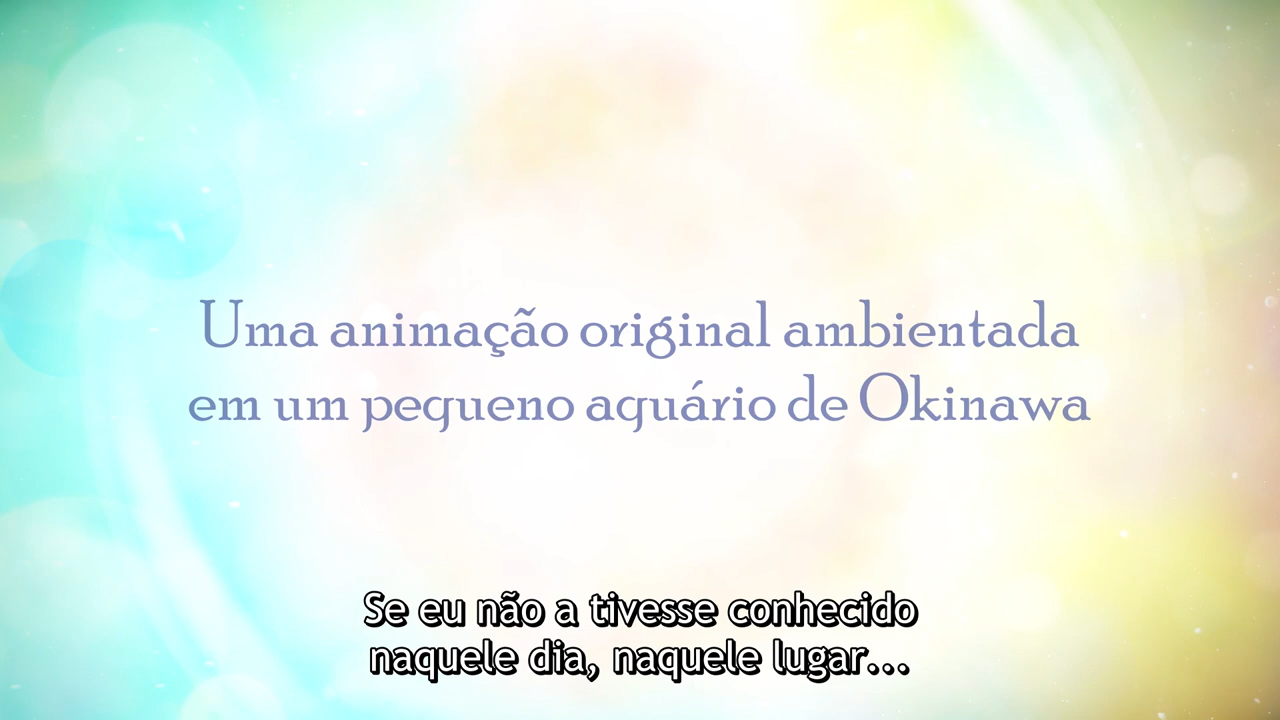 Uma animação original ambientada
em um pequeno aquário de Okinawa
Se eu não a tivesse conhecido
naquele dia, naquele lugar...